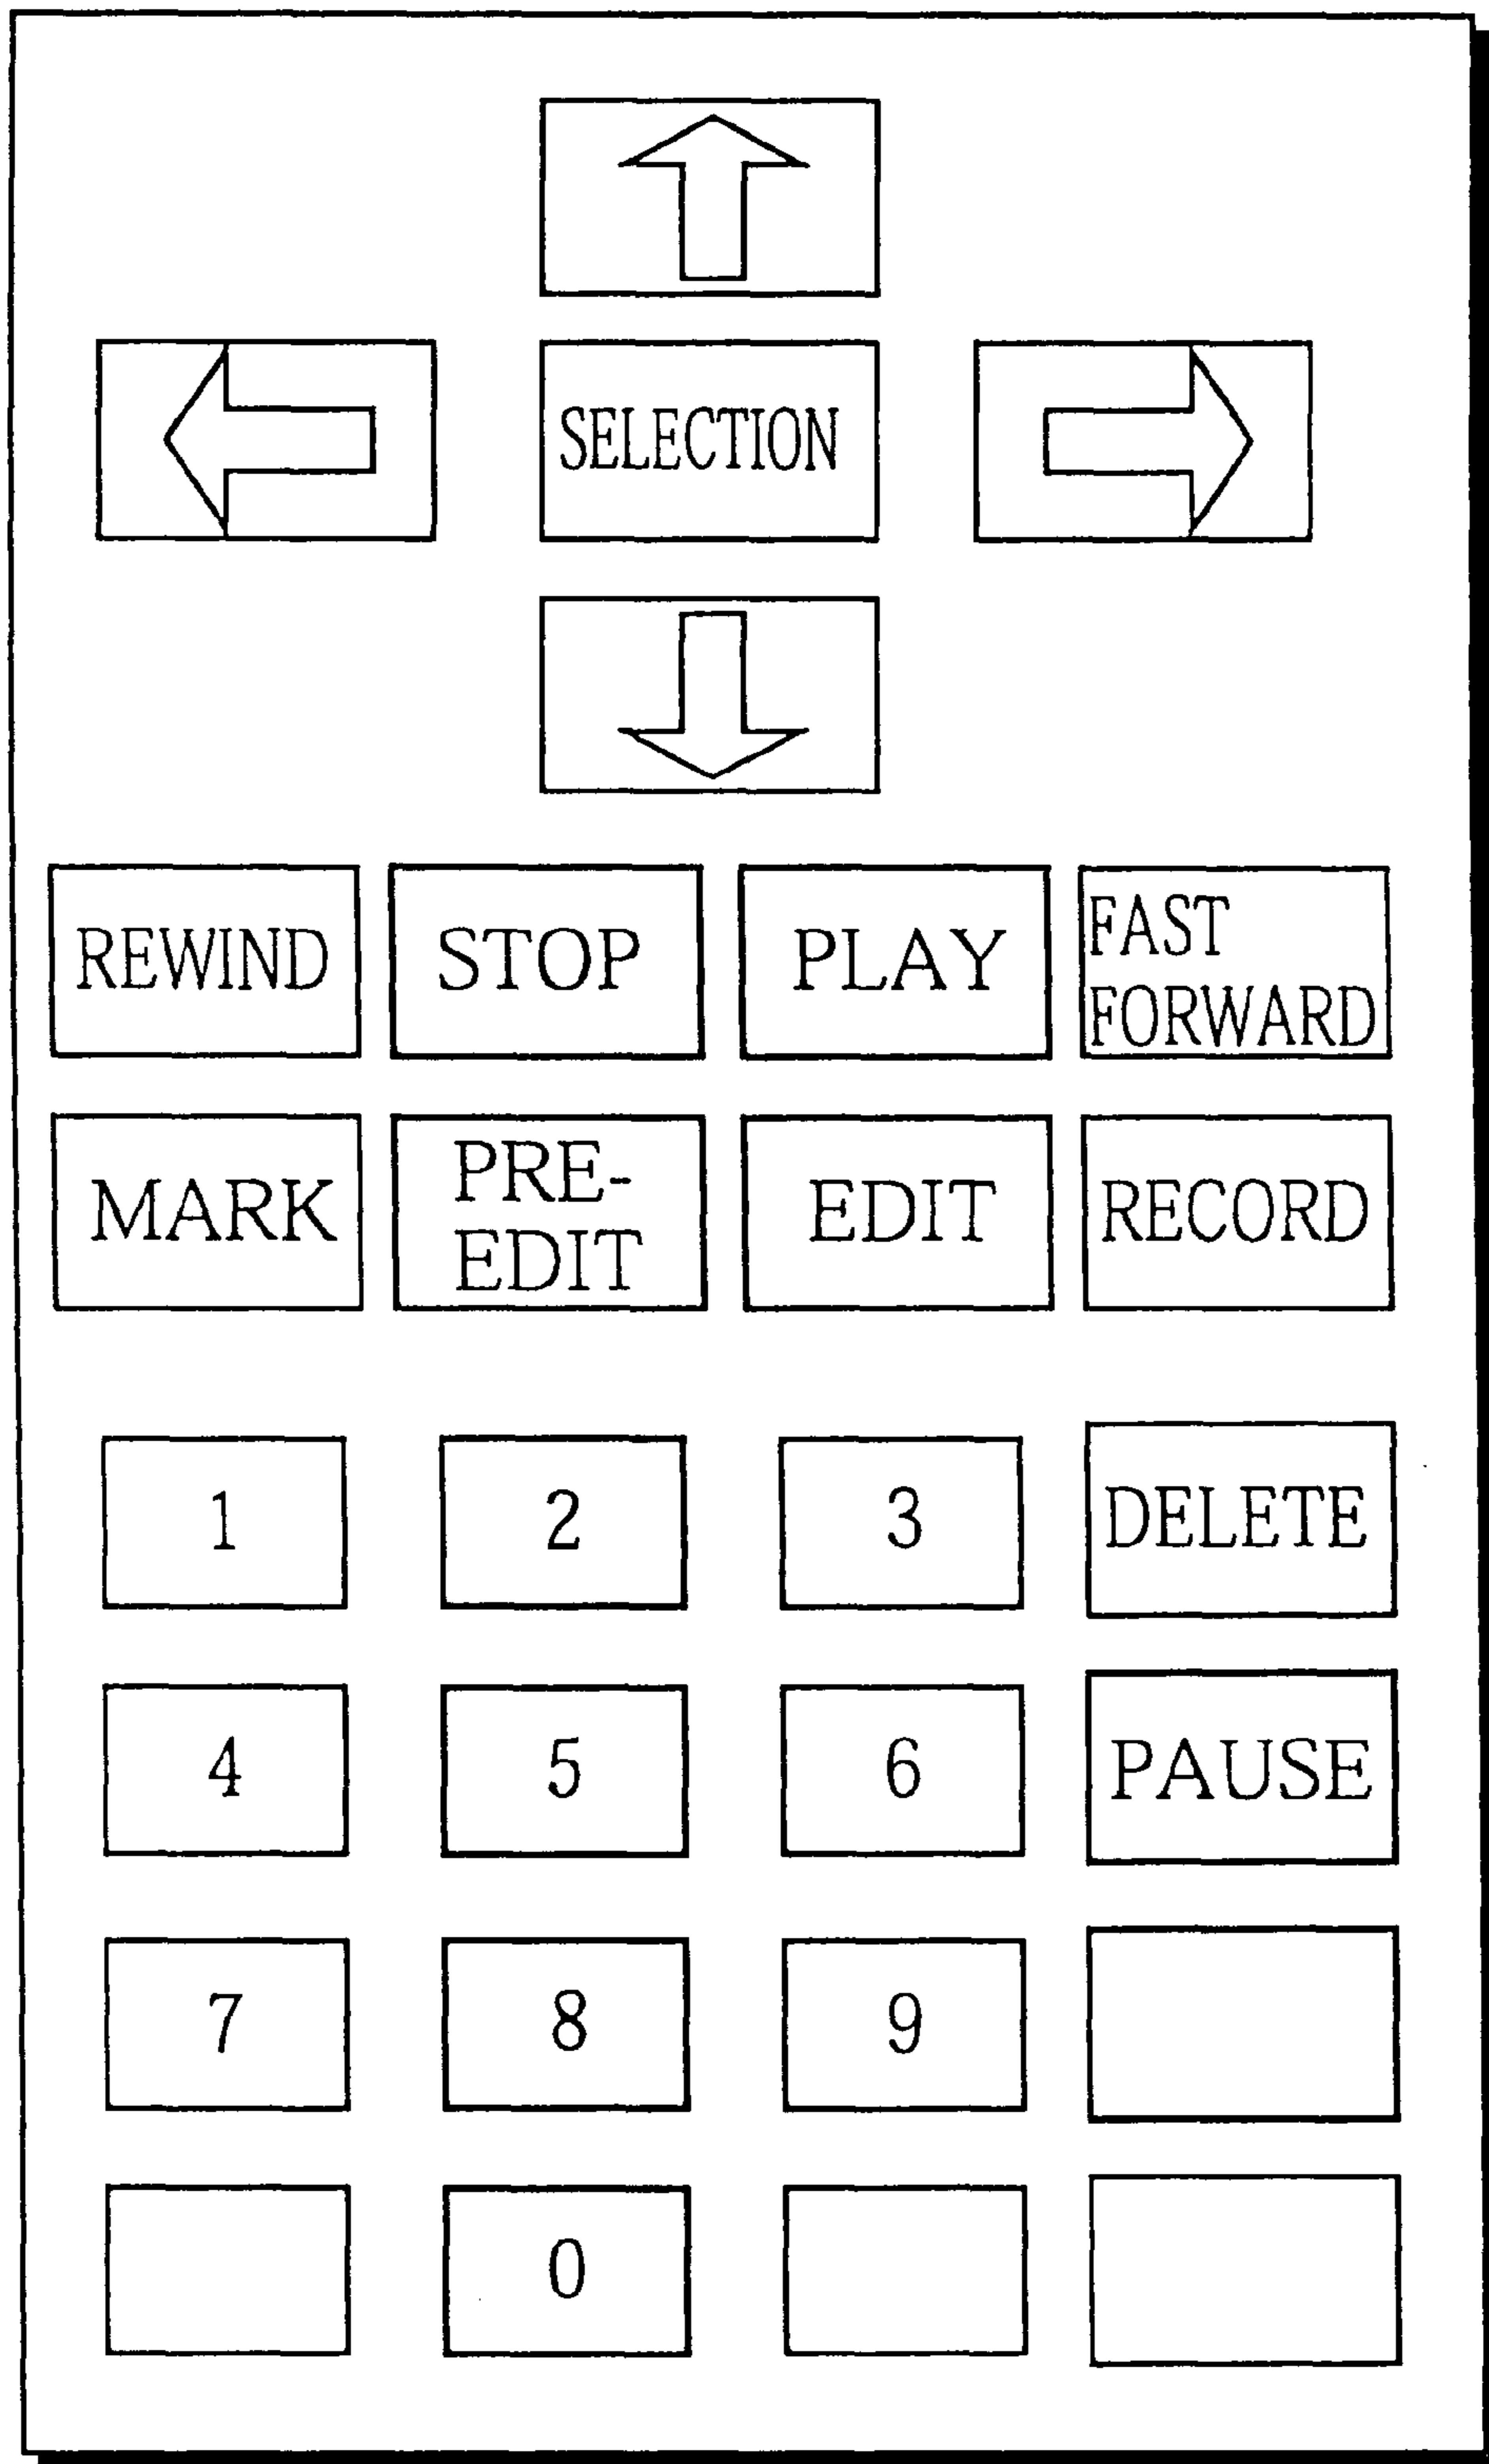 SELECTION
REWIND
STOP
PLAY
FAST
FORWARD
MARK
PRE-
EDIT
EDIT
RECORD
1
2
3
DELETE
4
5
6
PAUSE
7
8
9
0